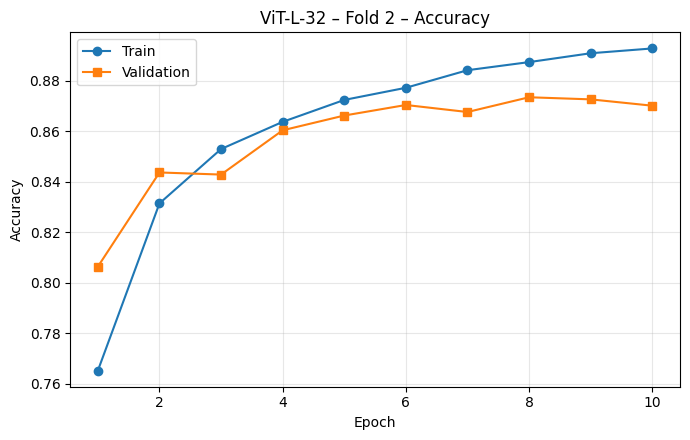 ViT-L-32 – Fold 2 – Accuracy
Train
Validation
Accuracy
0.88
0.86
0.84
0.82
0.80
0.78
0.76
2 4 6 8 10
Epoch